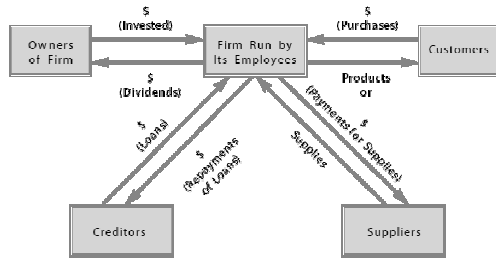 $
(Invested)
$
(Purchases)
Owners
of Firm
Firm Run by
Its Employees
Customers
$
(Dividends)
Products
or
$
(Loans)
$
(Repayments
of Loans)
Supplies
$
(Payments for Supplies)
Creditors
Suppliers